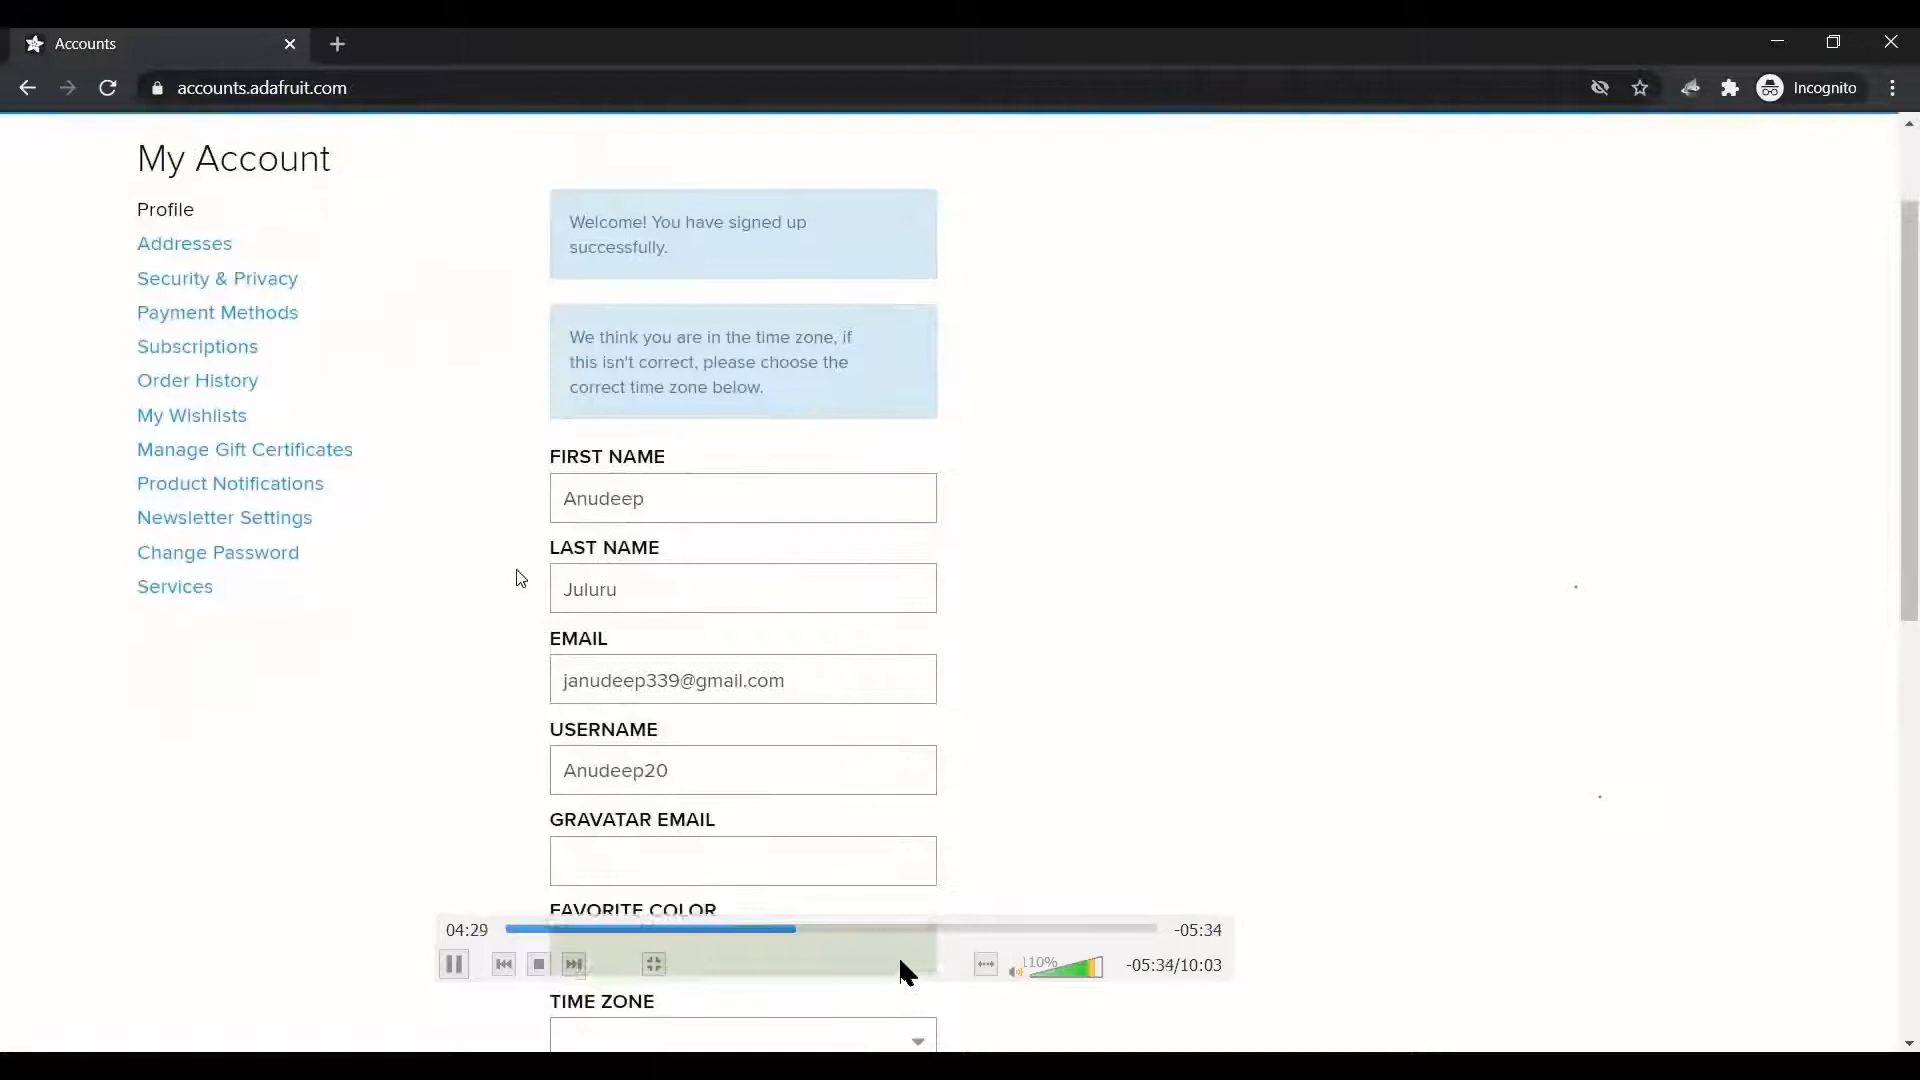 Accounts
accounts.adafruit.com
Incognito
My Account
Profile
Addresses
Security & Privacy
Payment Methods
Subscriptions
Order History
My Wishlists
Manage Gift Certificates
Product Notifications
Newsletter Settings
Change Password
Services
Welcome! You have signed up
successfully.
We think you are in the time zone, if
this isn't correct, please choose the
correct time zone below.
FIRST NAME
Anudeep
LAST NAME
Juluru
EMAIL
janudeep339@gmail.com
USERNAME
Anudeep20
GRAVATAR EMAIL
FAVORITE COLOR
04:29
-05:34
110%
-05:34/10:03
TIME ZONE